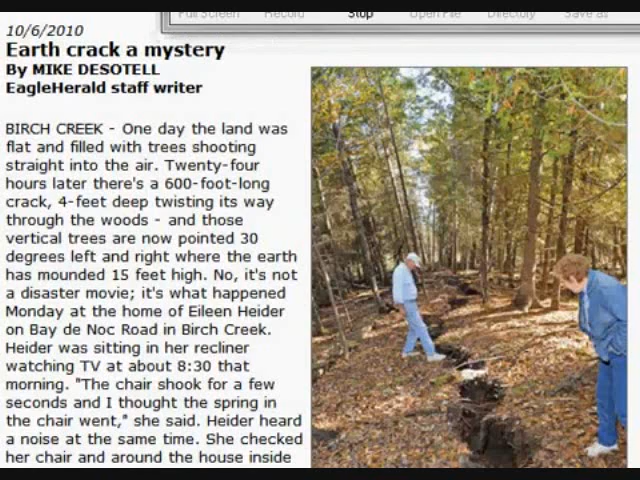 Full Screen Record Stop Open File Directory Save as
10/6/2010
Earth crack a mystery
By MIKE DESOTELL
EagleHerald staff writer
BIRCH CREEK - One day the land was
flat and filled with trees shooting
straight into the air. Twenty-four
hours later there's a 600-foot-long
crack, 4-feet deep twisting its way
through the woods - and those
vertical trees are now pointed 30
degrees left and right where the earth
has mounded 15 feet high. No, it's not
a disaster movie; it's what happened
Monday at the home of Eileen Heider
on Bay de Noc Road in Birch Creek.
Heider was sitting in her recliner
watching TV at about 8:30 that
morning. "The chair shook for a few
seconds and I thought the spring in
the chair went," she said. Heider heard
a noise at the same time. She checked
her chair and around the house inside